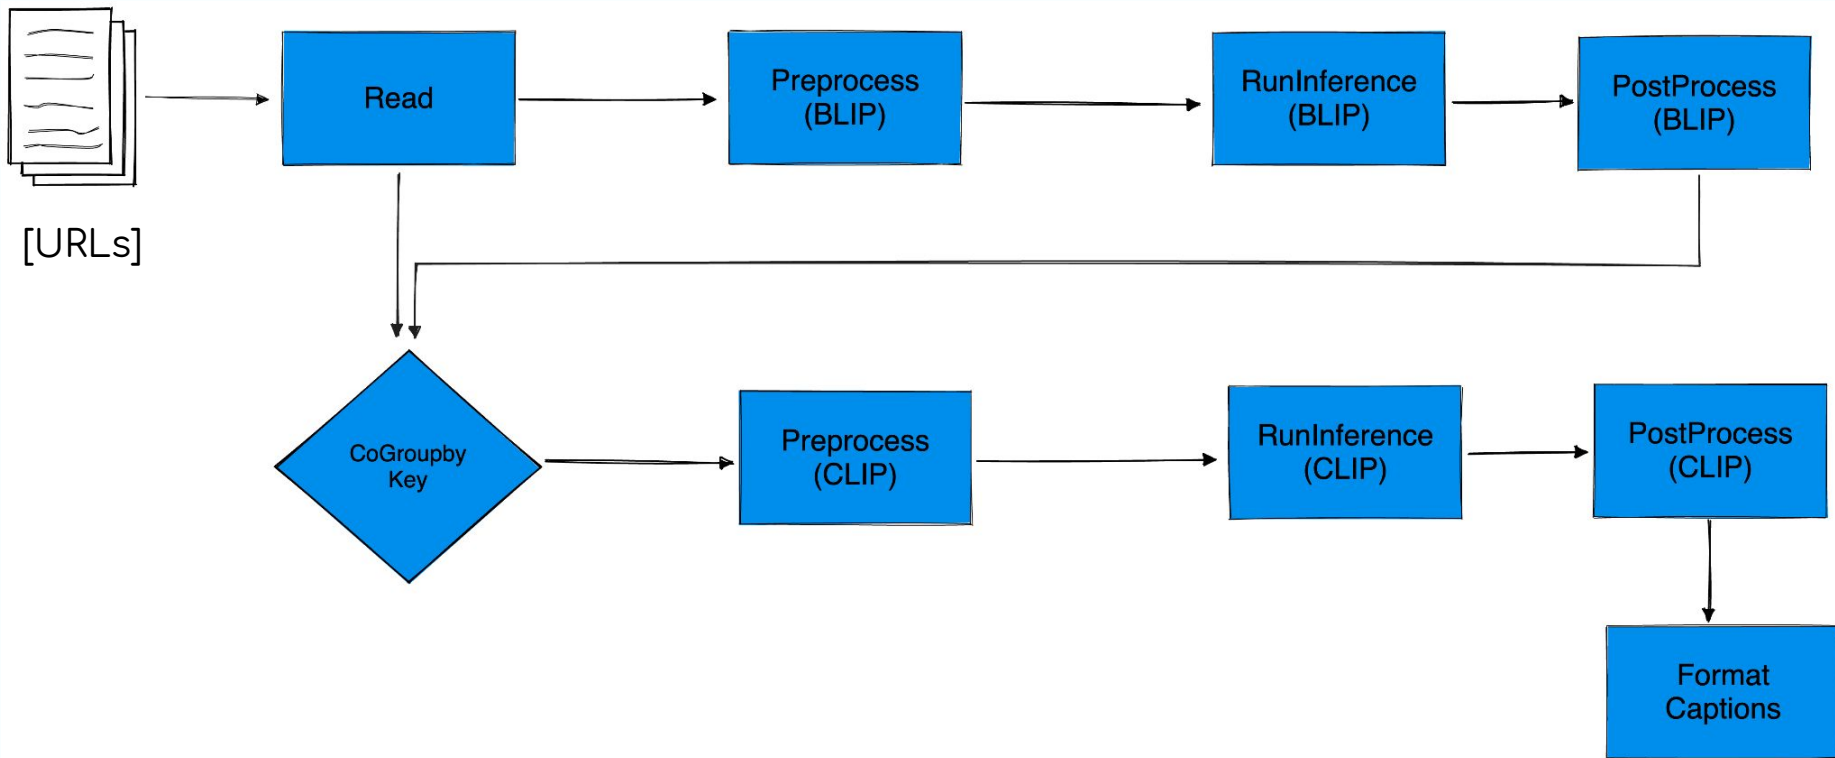 Read
Preprocess
(BLIP)
RunInference
(BLIP)
PostProcess
(BLIP)
[URLs]
CoGroupby
Key
Preprocess
(CLIP)
RunInference
(CLIP)
PostProcess
(CLIP)
Format
Captions